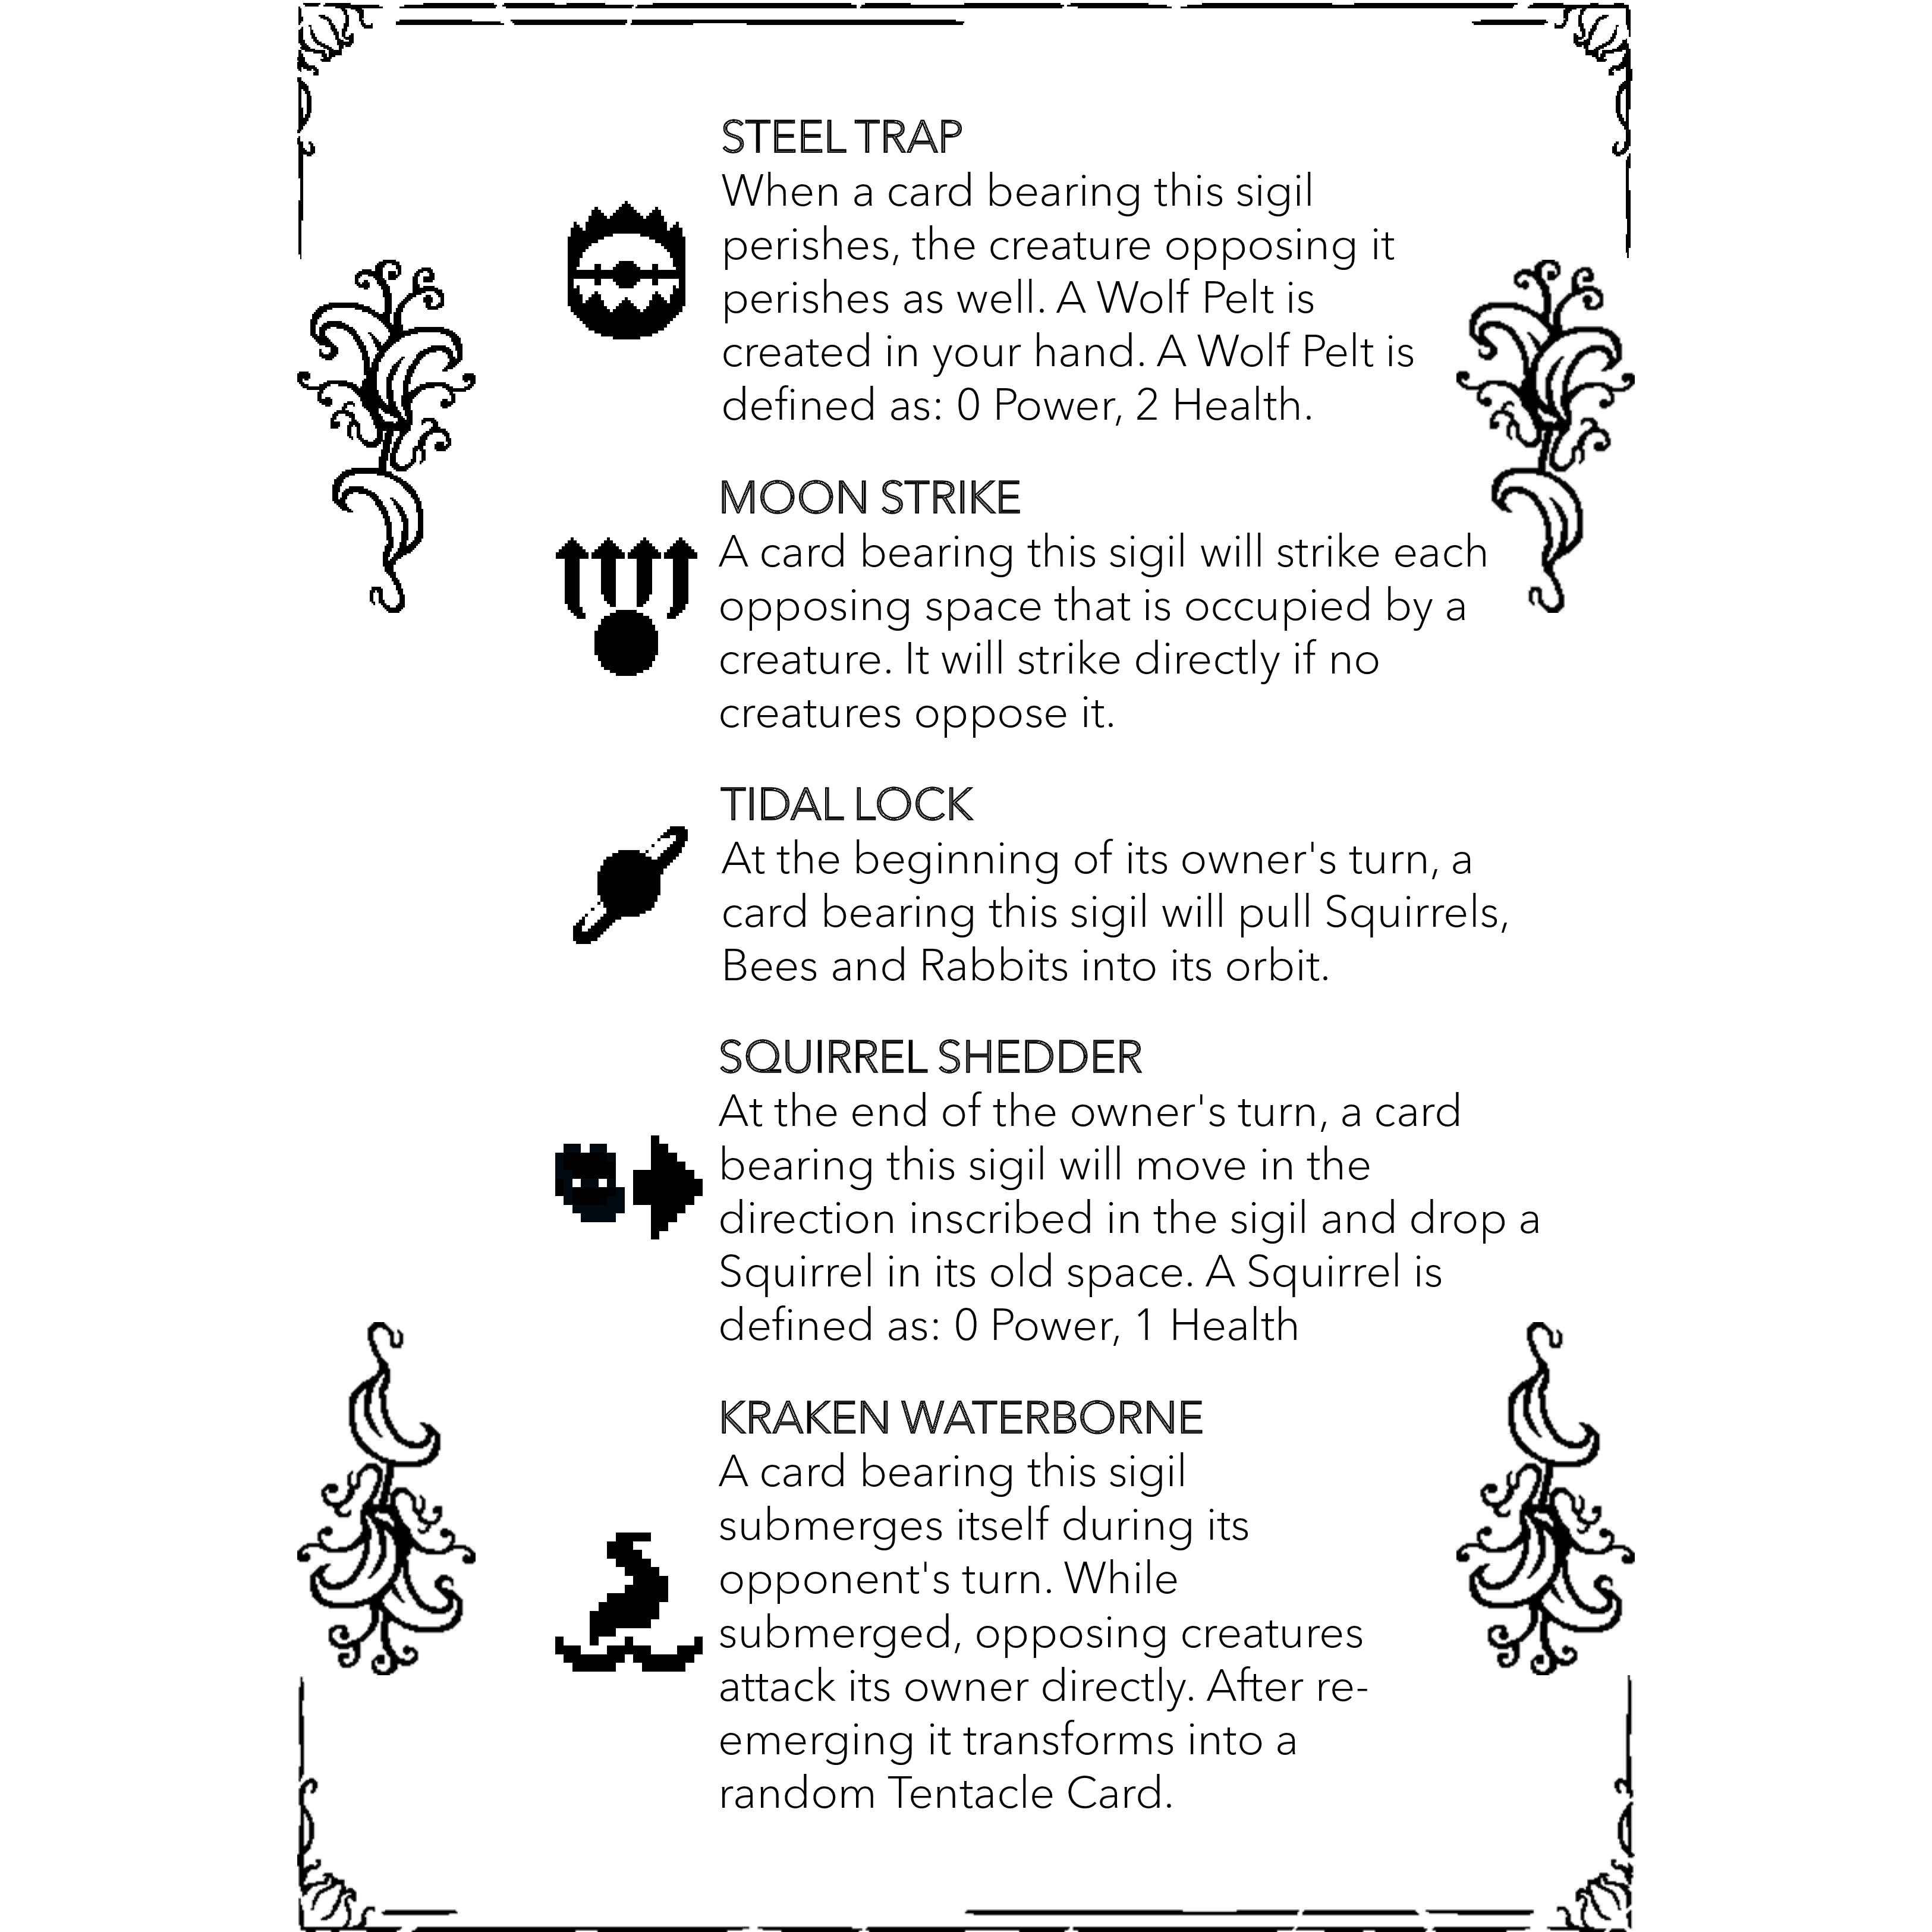 STEEL TRAP
When a card bearing this sigil
perishes, the creature opposing it
perishes as well. A Wolf Pelt is
created in your hand. A Wolf Pelt is
defined as: 0 Power, 2 Health.
MOON STRIKE
A card bearing this sigil will strike each
opposing space that is occupied by a
creature. It will strike directly if no
creatures oppose it.
TIDAL LOCK
At the beginning of its owner's turn, a
card bearing this sigil will pull Squirrels,
Bees and Rabbits into its orbit.
SQUIRREL SHEDDER
At the end of the owner's turn, a card
bearing this sigil will move in the
direction inscribed in the sigil and drop a
Squirrel in its old space. A Squirrel is
defined as: 0 Power, 1 Health
KRAKEN WATERBORNE
A card bearing this sigil
submerges itself during its
opponent's turn. While
submerged, opposing creatures
attack its owner directly. After re-
emerging it transforms into a
random Tentacle Card.